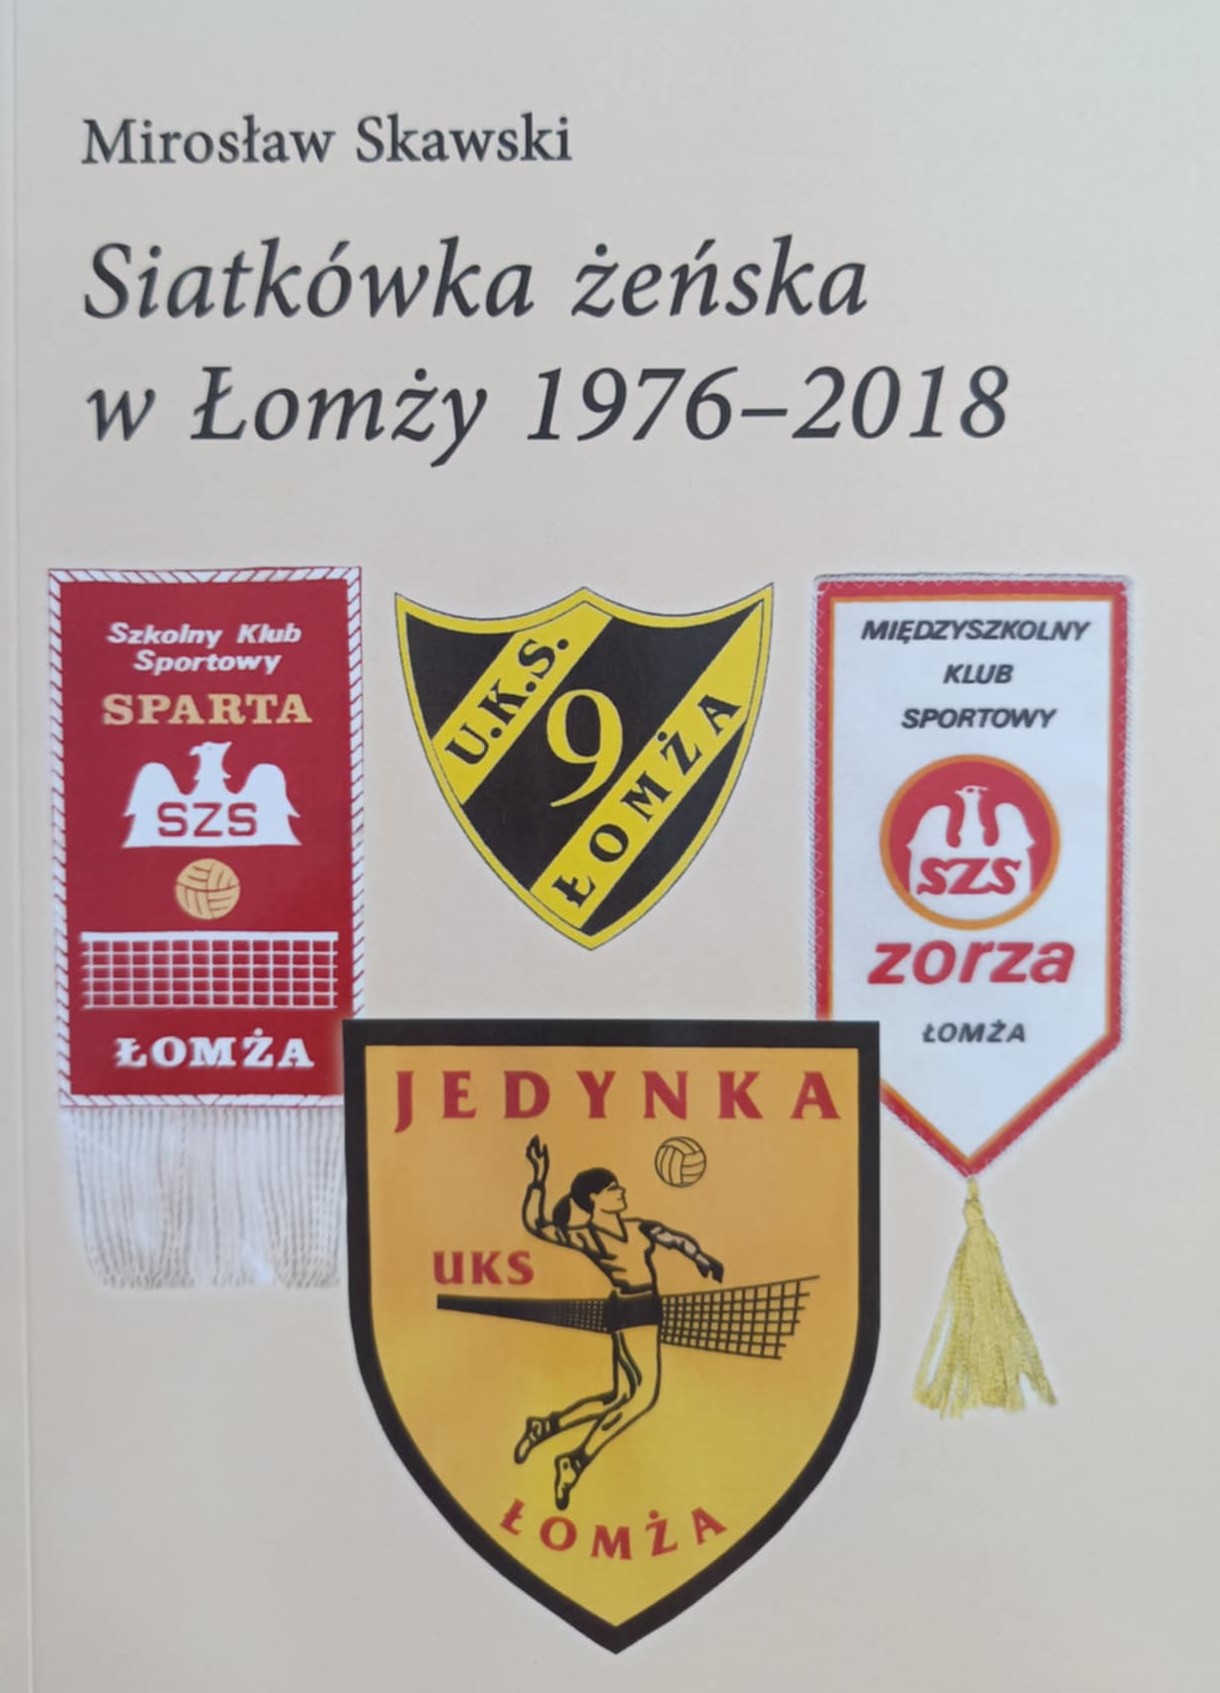 Mirosław Skawski
Siatkówka żeńska
w Łomży 1976–2018
Szkolny Klub
Sportowy
SPARTA
SZS
ŁOMŻA
U.K.S.
9
ŁOMŻA
MIĘDZYSZKOLNY
KLUB
SPORTOWY
SZS
zorza
ŁOMŻA
JEDYNKA
UKS
ŁOMŻA